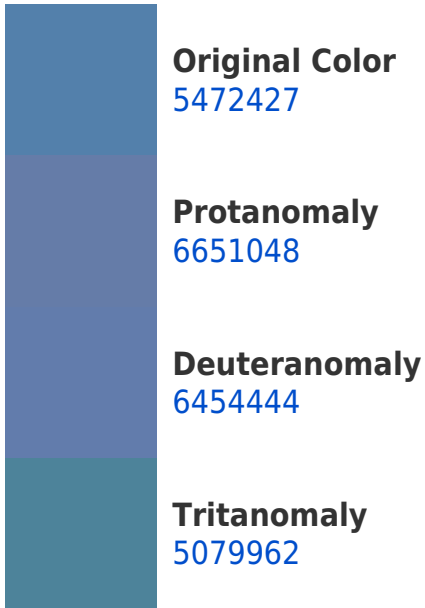 Original Color
5472427
Protanomaly
6651048
Deuteranomaly
6454444
Tritanomaly
5079962